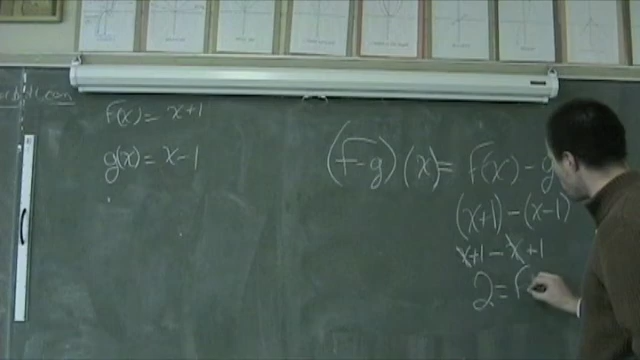 f(x) = x+1
g(x) = x-1
(f-g)(x) = f(x) - g
(x+1) - (x-1)
x+1 - x+1
2 = f